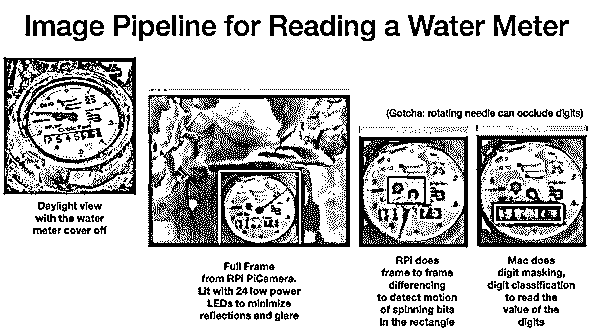 Image Pipeline for Reading a Water Meter
(Gotcha: rotating needle can occlude digits)
Daylight view
with the water
meter cover off
Full Frame
from RPi PiCamera.
Lit with 24 low power
LEDs to minimize
reflections and glare
RPi does
frame to frame
differencing
to detect motion
of spinning bits
in the rectangle
Mac does
digit masking,
digit classification
to read the
value of the
digits